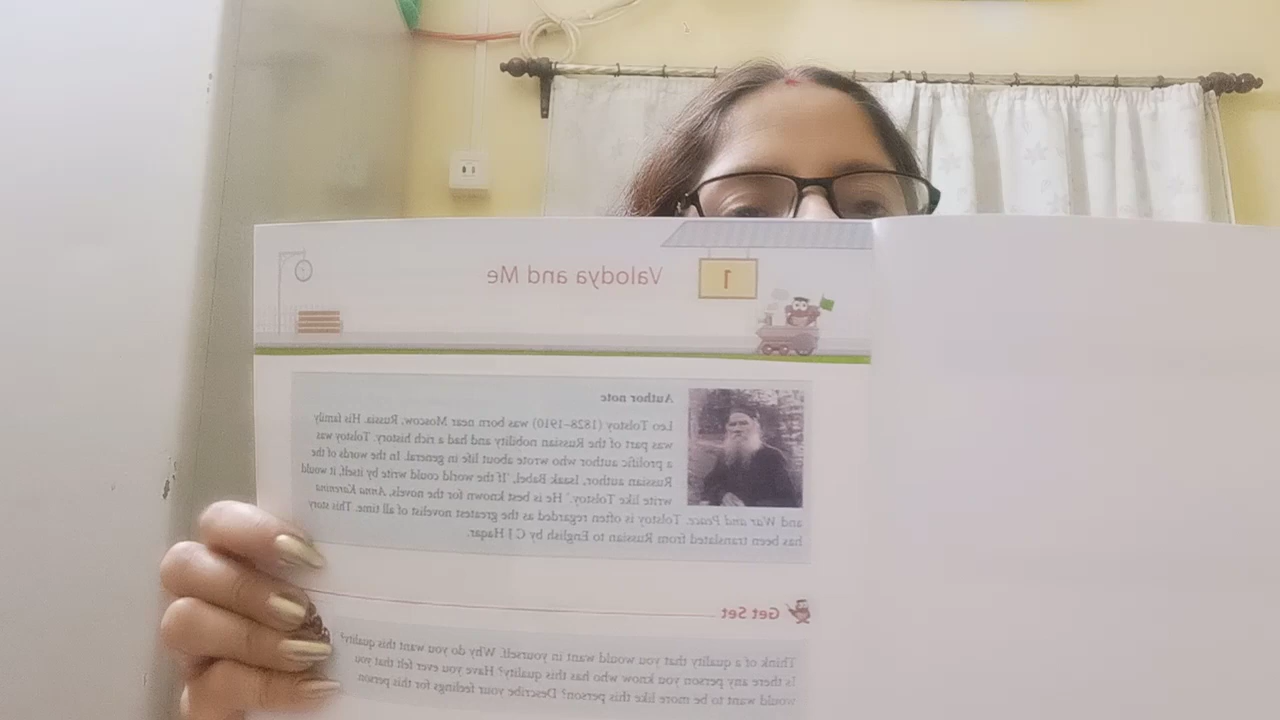 1
Valodya and Me
Author note
Leo Tolstoy (1828–1910) was born near Moscow, Russia. His family
was part of the Russian nobility and had a rich history. Tolstoy was
a prolific author who wrote about life in general. In the words of the
Russian author, Isaak Babel, 'If the world could write by itself, it would
write like Tolstoy.' He is best known for the novels, Anna Karenina
and War and Peace. Tolstoy is often regarded as the greatest novelist of all time. This story
has been translated from Russian to English by C J Haqar.
Get Set
Think of a quality that you would want in yourself. Why do you want this quality?
Is there any person you know who has this quality? Have you ever felt that you
would want to be more like this person? Describe your feelings for this person